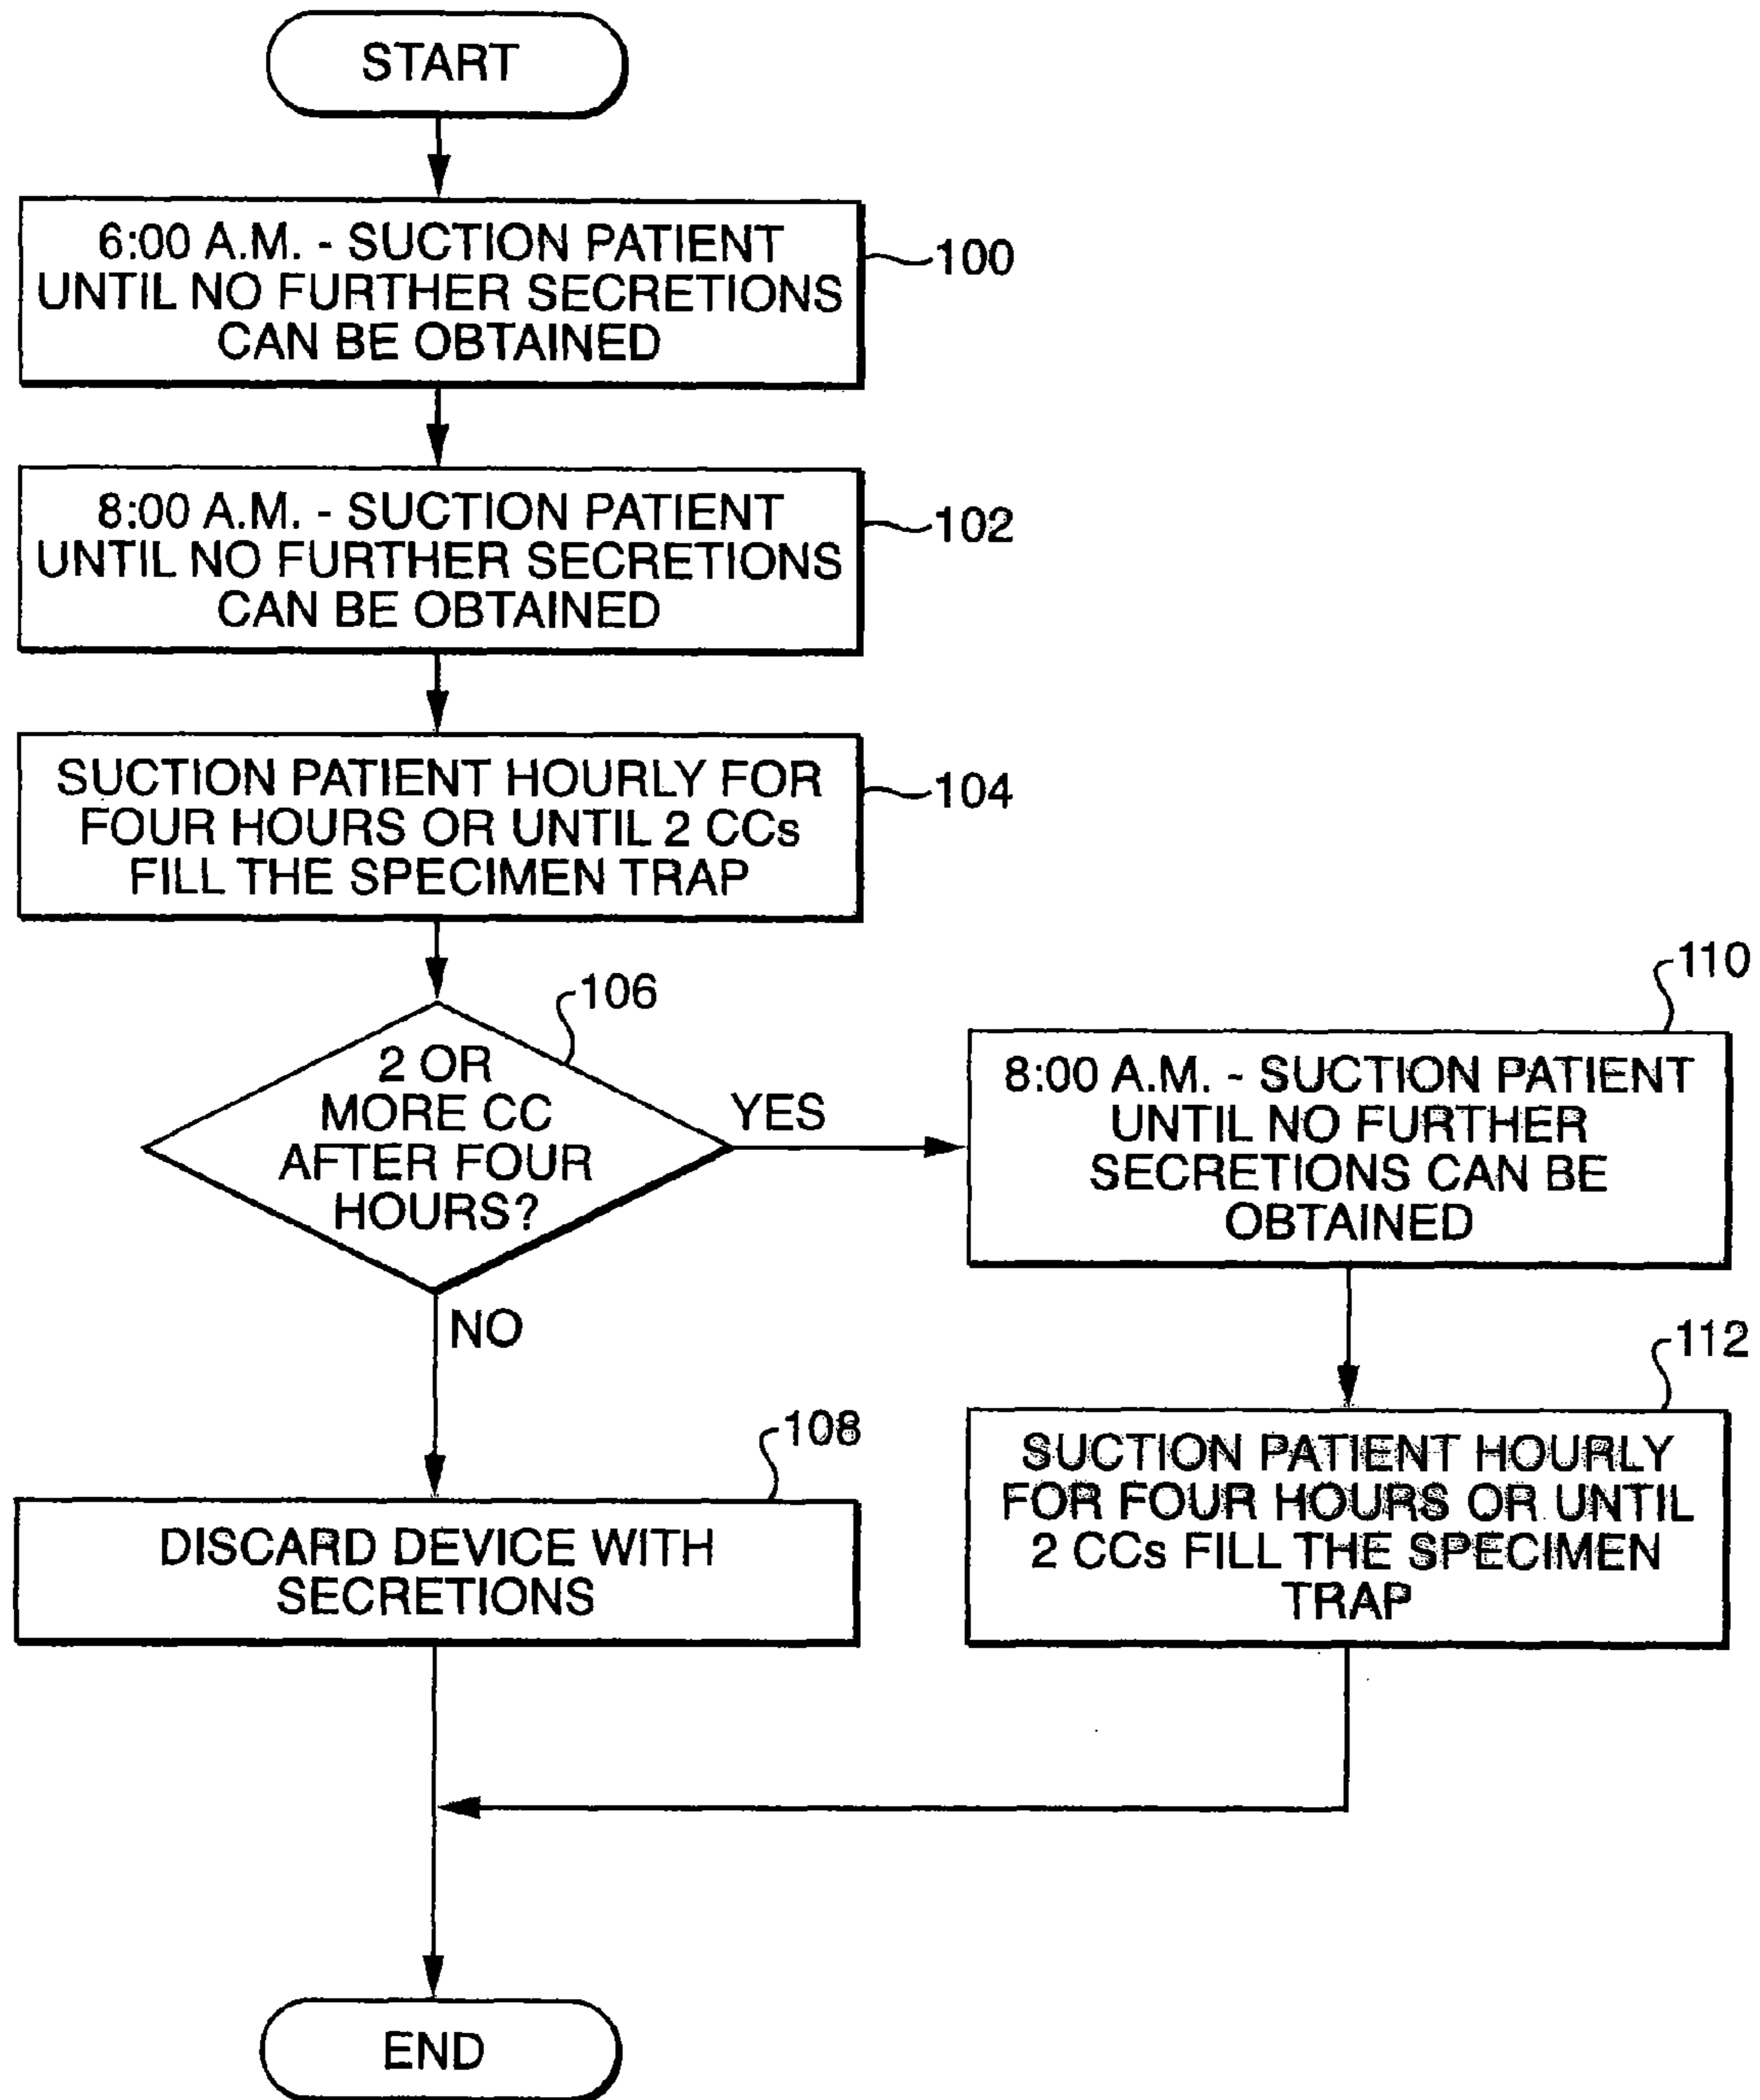 START
6:00 A.M. - SUCTION PATIENT
UNTIL NO FURTHER SECRETIONS
CAN BE OBTAINED
100
8:00 A.M. - SUCTION PATIENT
UNTIL NO FURTHER SECRETIONS
CAN BE OBTAINED
102
SUCTION PATIENT HOURLY FOR
FOUR HOURS OR UNTIL 2 CCs
FILL THE SPECIMEN TRAP
104
106
2 OR
MORE CC
AFTER FOUR
HOURS?
YES
NO
110
8:00 A.M. - SUCTION PATIENT
UNTIL NO FURTHER
SECRETIONS CAN BE
OBTAINED
112
SUCTION PATIENT HOURLY
FOR FOUR HOURS OR UNTIL
2 CCs FILL THE SPECIMEN
TRAP
108
DISCARD DEVICE WITH
SECRETIONS
END